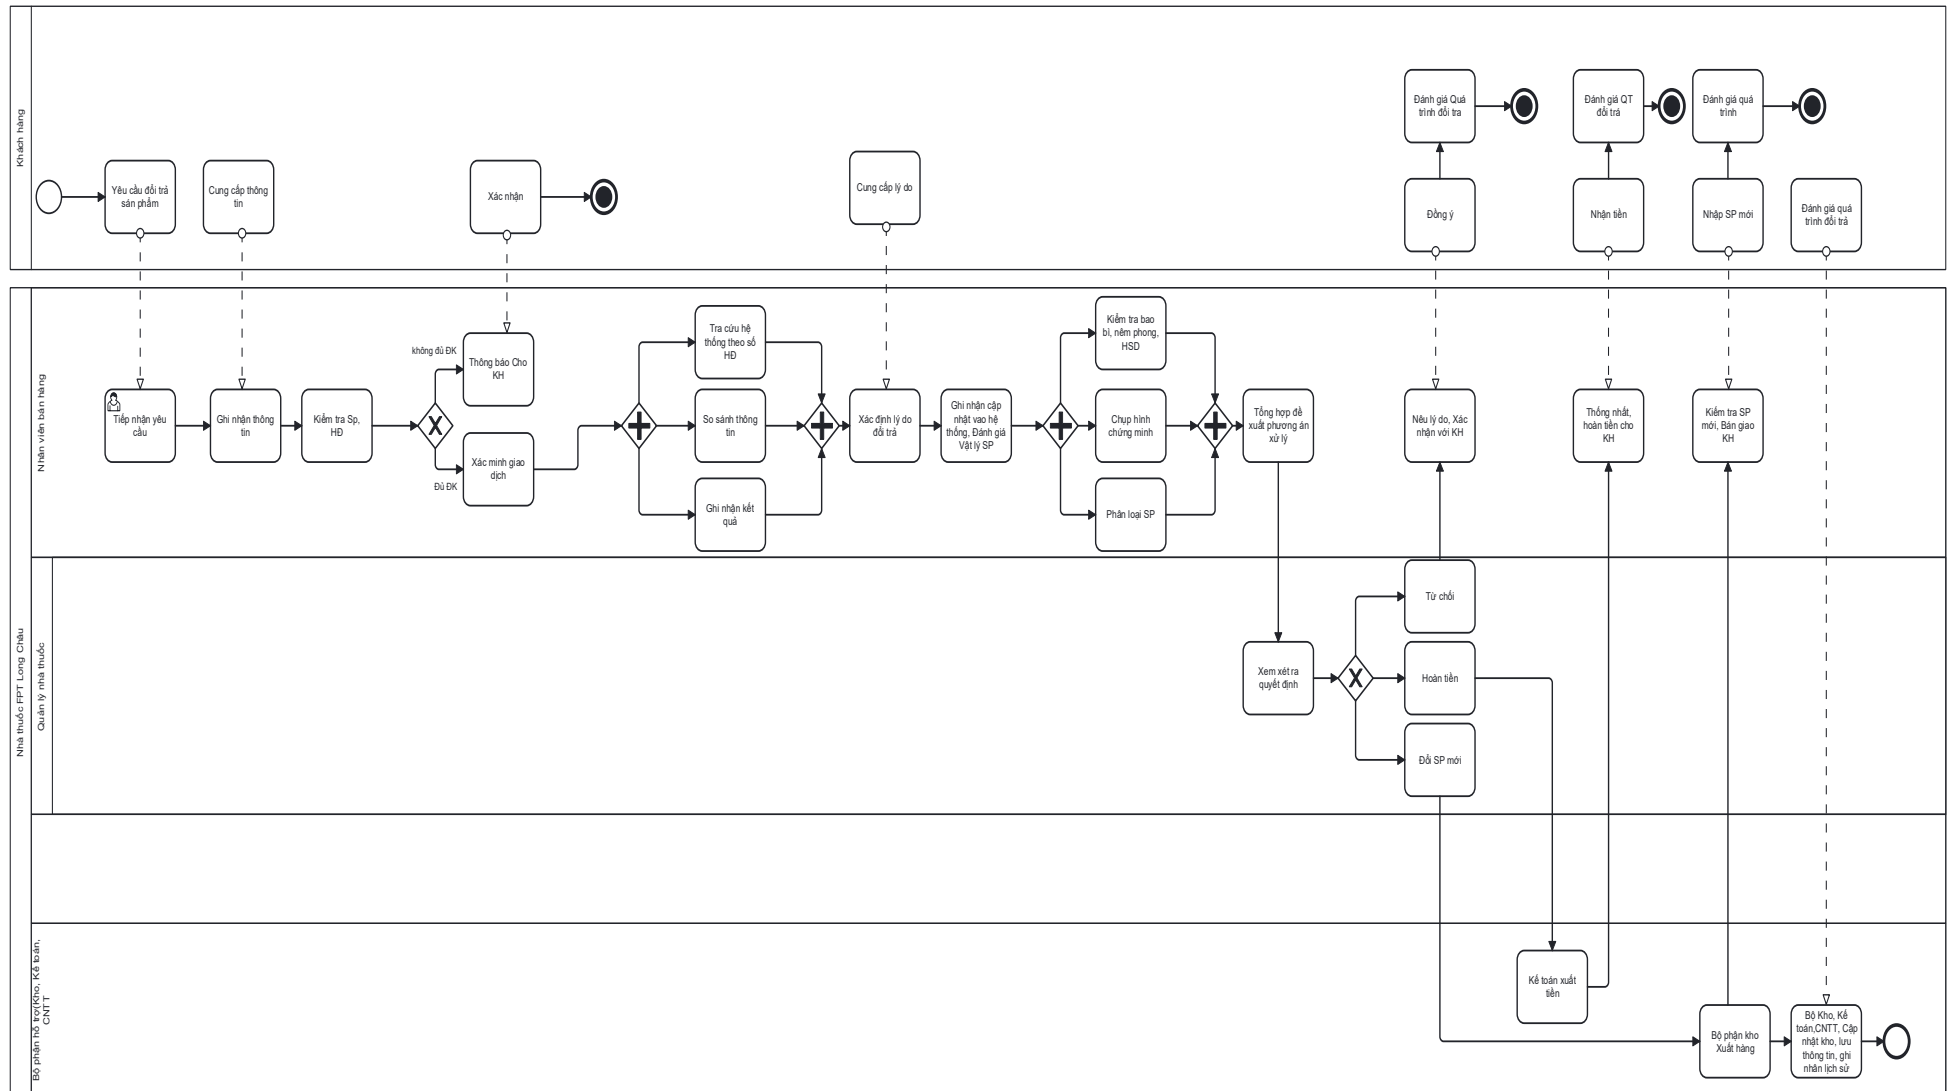 Khách hàng
Yêu cầu đổi trả
sản phẩm
Cung cấp thông
tin
Xác nhận
Cung cấp lý do
Đánh giá Quá
trình đổi tra
Đánh giá QT
đổi trả
Đánh giá quá
trình
Đồng ý
Nhận tiền
Nhập SP mới
Đánh giá quá
trình đổi trả
Nhà thuốc FPT Long Châu
Nhân viên bán hàng
Tiếp nhận yêu
cầu
Ghi nhận thông
tin
Kiểm tra Sp,
HĐ
không đủ ĐK
Thông báo Cho
KH
Đủ ĐK
Xác minh giao
dịch
Tra cứu hệ
thống theo số
HĐ
So sánh thông
tin
Ghi nhận kết
quả
Xác định lý do
đổi trả
Ghi nhận cập
nhật vao hệ
thống, Đánh giá
Vật lý SP
Kiểm tra bao
bì, nêm phong,
HSD
Chụp hình
chứng minh
Phân loại SP
Tổng hợp đề
xuất phương án
xử lý
Nêu lý do, Xác
nhận với KH
Thống nhất,
hoàn tiền cho
KH
Kiểm tra SP
mới, Bàn giao
KH
Quản lý nhà thuốc
Xem xét ra
quyết định
Từ chối
Hoàn tiền
Đổi SP mới
Bộ phận hỗ trợ(Kho, Kế toán,
CNTT
Kế toán xuất
tiền
Bộ phận kho
Xuất hàng
Bộ Kho, Kế
toán,CNTT, Cập
nhật kho, lưu
thông tin, ghi
nhân lịch sử